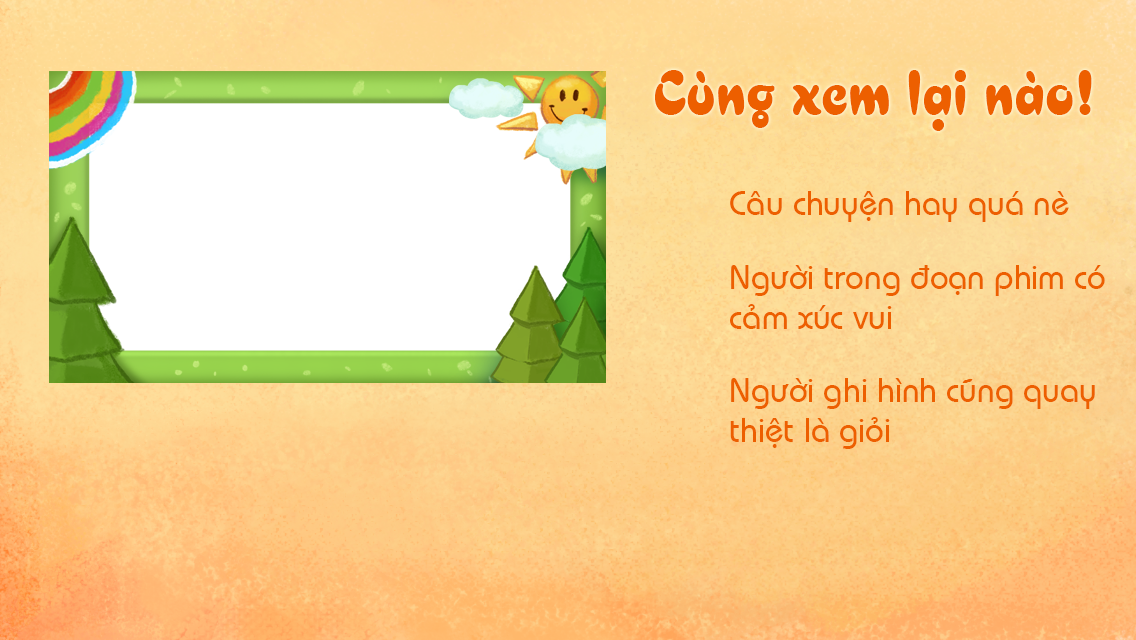 Cùng xem lại nào!
Câu chuyện hay quá nè
Người trong đoạn phim có
cảm xúc vui
Người ghi hình cũng quay
thiệt là giỏi